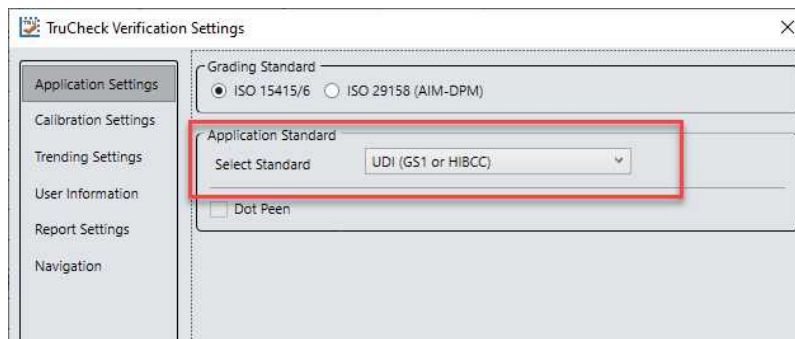 TruCheck Verification Settings
Application Settings
Calibration Settings
Trending Settings
User Information
Report Settings
Navigation
Grading Standard
ISO 15415/6 ISO 29158 (AIM-DPM)
Application Standard
Select Standard UDI (GS1 or HIBCC)
Dot Peen